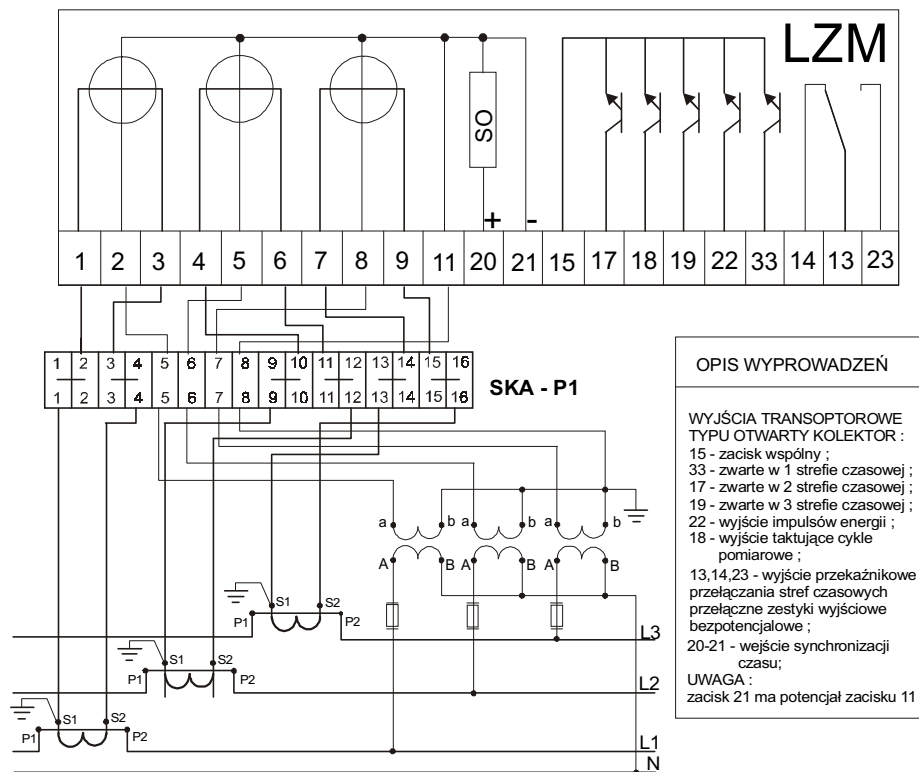 LZM
SO
+ -
1 2 3 4 5 6 7 8 9 11 20 21 15 17 18 19 22 33 14 13 23
1 2 3 4 5 6 7 8 9 10 11 12 13 14 15 16
1 2 3 4 5 6 7 8 9 10 11 12 13 14 15 16
SKA - P1
a b a b a b
A B A B A B
S1 S2
P1 P2
L3
S1 S2
P1 P2
L2
S1 S2
P1 P2
L1
N
OPIS WYPROWADZEŃ
WYJŚCIA TRANSOPTOROWE
TYPU OTWARTY KOLEKTOR :
15 - zacisk wspólny ;
33 - zwarte w 1 strefie czasowej ;
17 - zwarte w 2 strefie czasowej ;
19 - zwarte w 3 strefie czasowej ;
22 - wyjście impulsów energii ;
18 - wyjście taktujące cykle
pomiarowe ;
13,14,23 - wyjście przekaźnikowe
przełączania stref czasowych
przełączne zestyki wyjściowe
bezpotencjalowe ;
20-21 - wejście synchronizacji
czasu;
UWAGA :
zacisk 21 ma potencjał zacisku 11